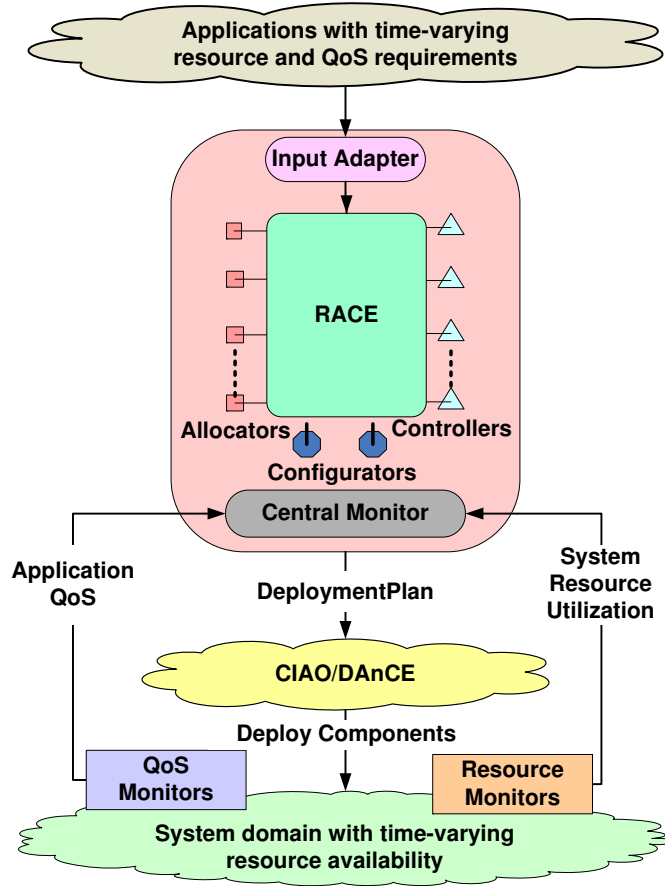 Applications with time-varying
resource and QoS requirements
Input Adapter
RACE
Allocators
Controllers
Configurators
Central Monitor
Application
QoS
System
Resource
Utilization
DeploymentPlan
CIAO/DAnCE
Deploy Components
QoS
Monitors
Resource
Monitors
System domain with time-varying
resource availability